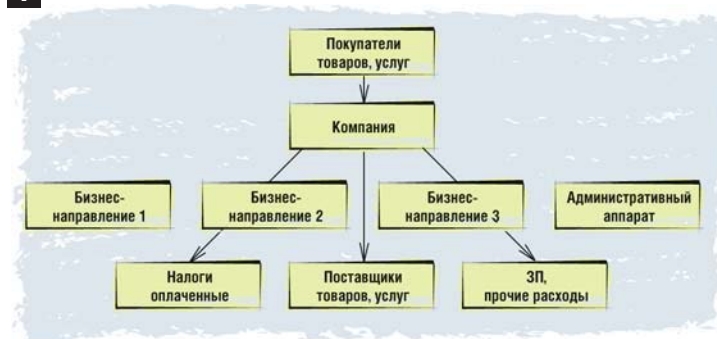 Покупатели
товаров, услуг
Компания
Бизнес-
направление 1
Бизнес-
направление 2
Бизнес-
направление 3
Административный
аппарат
Налоги
оплаченные
Поставщики
товаров, услуг
ЗП,
прочие расходы